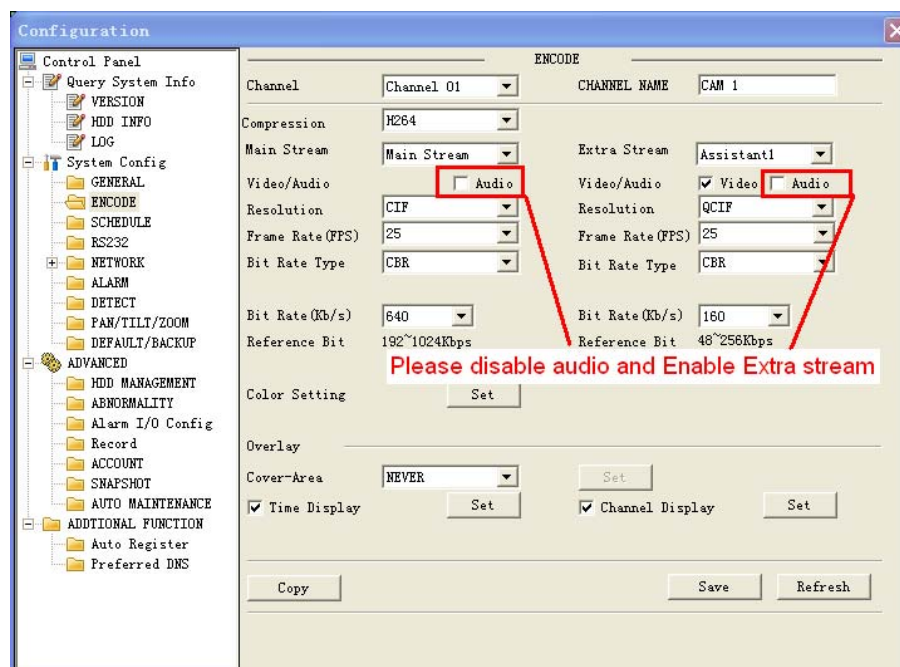 Configuration
Control Panel
Query System Info
VERSION
HDD INFO
LOG
System Config
GENERAL
ENCODE
SCHEDULE
RS232
NETWORK
ALARM
DETECT
PAN/TILT/ZOOM
DEFAULT/BACKUP
ADVANCED
HDD MANAGEMENT
ABNORMALITY
Alarm I/O Config
Record
ACCOUNT
SNAPSHOT
AUTO MAINTENANCE
ADDTIONAL FUNCTION
Auto Register
Preferred DNS
ENCODE
Channel Channel 01 CHANNEL NAME CAM 1
Compression H264
Main Stream Main Stream Extra Stream Assistant1
Video/Audio Audio Video/Audio Video Audio
Resolution CIF Resolution QCIF
Frame Rate(FPS) 25 Frame Rate(FPS) 25
Bit Rate Type CBR Bit Rate Type CBR
Bit Rate(Kb/s) 640 Bit Rate(Kb/s) 160
Reference Bit 192~1024Kbps Reference Bit 48~256Kbps
Please disable audio and Enable Extra stream
Color Setting Set
Overlay
Cover-Area NEVER Set
Time Display Set Channel Display Set
Copy Save Refresh